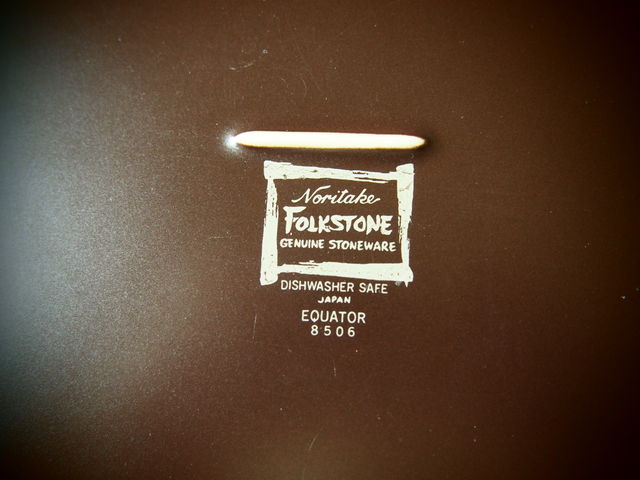 Noritake
FOLKSTONE
GENUINE STONEWARE
DISHWASHER SAFE
JAPAN
EQUATOR
8506